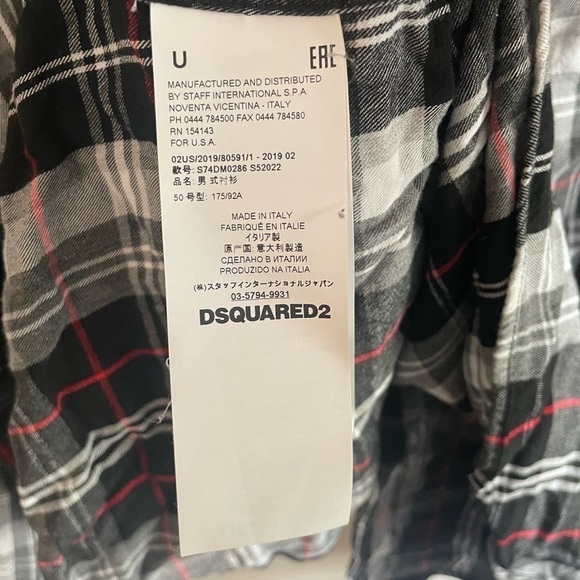 U EAC
MANUFACTURED AND DISTRIBUTED
BY STAFF INTERNATIONAL S.P.A.
NOVENTA VICENTINA - ITALY
PH 0444 784500 FAX 0444 784580
RN 154143
FOR U.S.A.
02US/2019/80591/1 - 2019 02
款号: S74DM0286 S52022
品名: 男式衬衫
50 号型: 175/92A
MADE IN ITALY
FABRIQUÉ EN ITALIE
イタリア製
原产国: 意大利制造
СДЕЛАНО В ИТАЛИИ
PRODUZIDO NA ITALIA
(株)スタッフインターナショナルジャパン
03-5794-9931
DSQUARED2